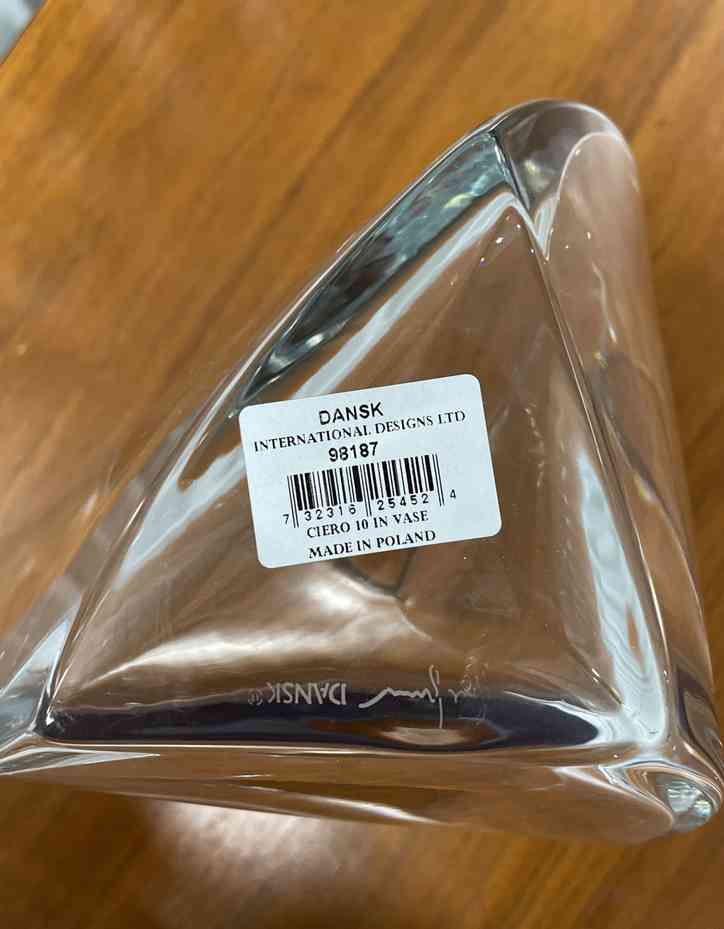 DANSK
INTERNATIONAL DESIGNS LTD
98187
7 32316 25452 4
CIERO 10 IN VASE
MADE IN POLAND
DANSK®